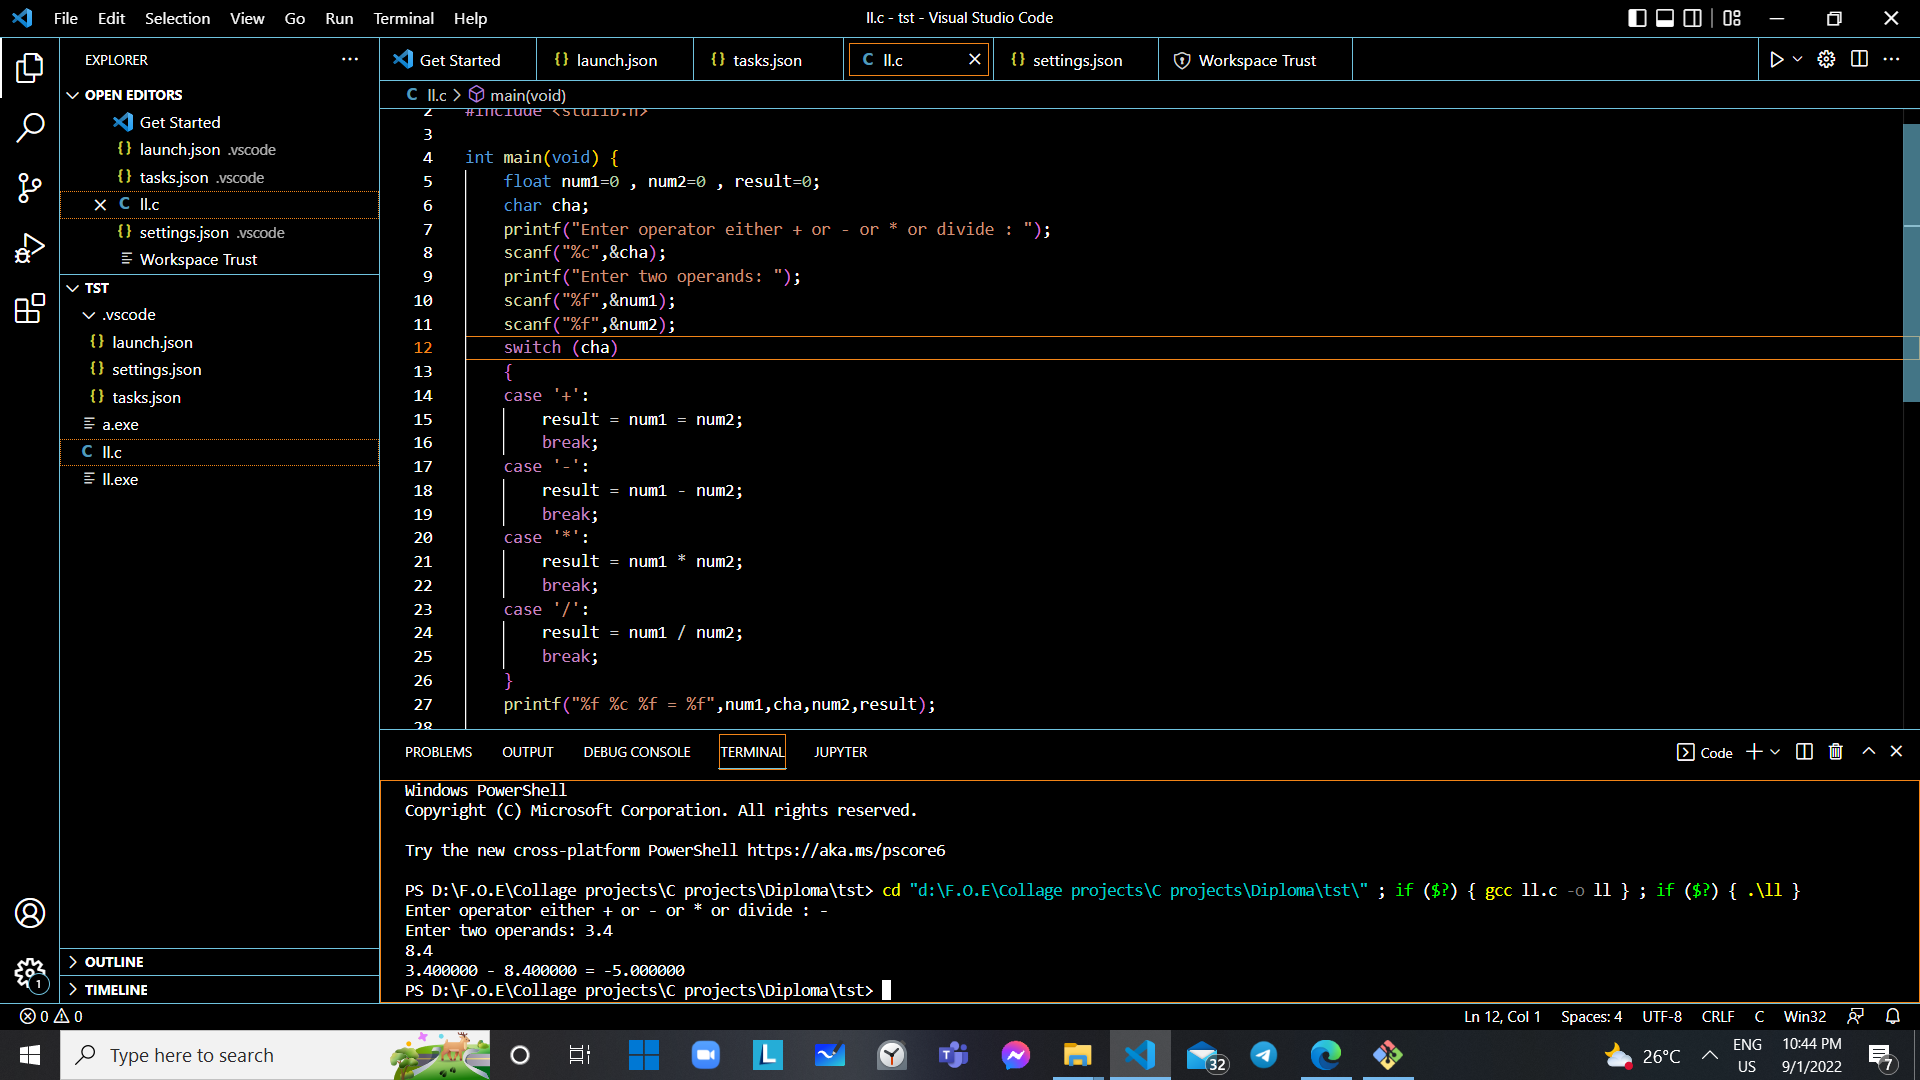 File Edit Selection View Go Run Terminal Help
ll.c - tst - Visual Studio Code
EXPLORER
OPEN EDITORS
Get Started
launch.json .vscode
tasks.json .vscode
C ll.c
settings.json .vscode
Workspace Trust
TST
.vscode
launch.json
settings.json
tasks.json
a.exe
C ll.c
ll.exe
OUTLINE
TIMELINE
Get Started launch.json tasks.json C ll.c settings.json Workspace Trust
C ll.c > main(void)
2 #include <stdlib.h>
3
4 int main(void) {
5 float num1=0 , num2=0 , result=0;
6 char cha;
7 printf("Enter operator either + or - or * or divide : ");
8 scanf("%c",&cha);
9 printf("Enter two operands: ");
10 scanf("%f",&num1);
11 scanf("%f",&num2);
12 switch (cha)
13 {
14 case '+':
15 result = num1 = num2;
16 break;
17 case '-':
18 result = num1 - num2;
19 break;
20 case '*':
21 result = num1 * num2;
22 break;
23 case '/':
24 result = num1 / num2;
25 break;
26 }
27 printf("%f %c %f = %f",num1,cha,num2,result);
28
PROBLEMS OUTPUT DEBUG CONSOLE TERMINAL JUPYTER
Code
Windows PowerShell
Copyright (C) Microsoft Corporation. All rights reserved.
Try the new cross-platform PowerShell https://aka.ms/pscore6
PS D:\F.O.E\Collage projects\C projects\Diploma\tst> cd "d:\F.O.E\Collage projects\C projects\Diploma\tst\" ; if ($?) { gcc ll.c -o ll } ; if ($?) { .\ll }
Enter operator either + or - or * or divide : -
Enter two operands: 3.4
8.4
3.400000 - 8.400000 = -5.000000
PS D:\F.O.E\Collage projects\C projects\Diploma\tst>
1
0 0
Ln 12, Col 1 Spaces: 4 UTF-8 CRLF C Win32
Type here to search
L
32
26°C
ENG
US
10:44 PM
9/1/2022
7